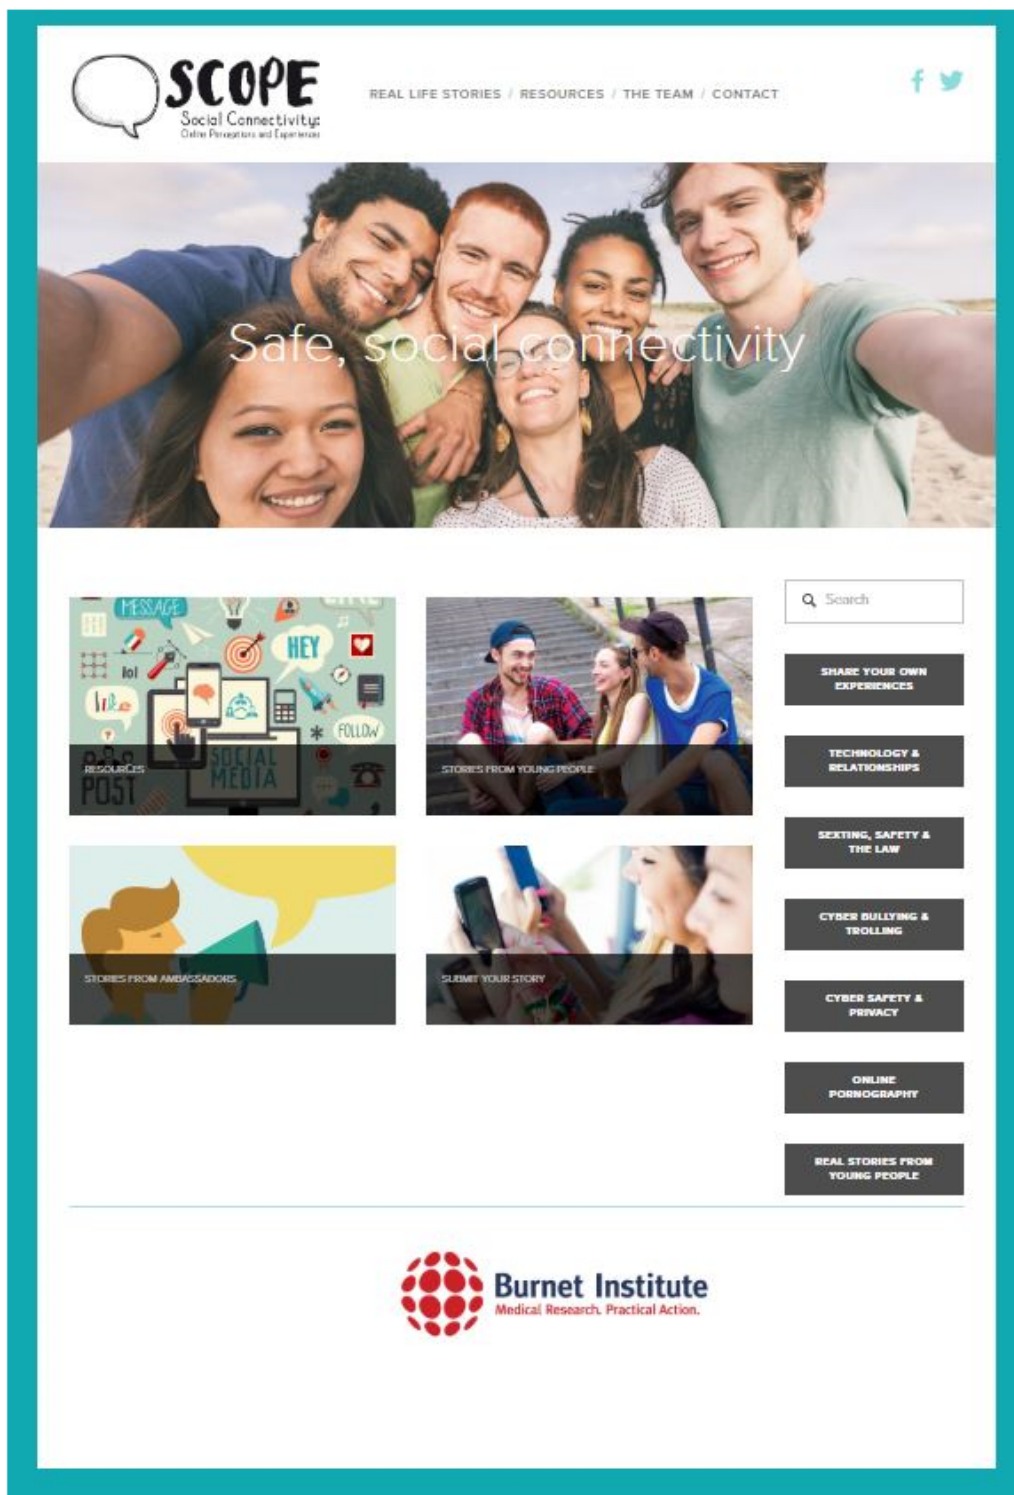 SCOPE
Social Connectivity:
Online Perceptions and Experiences
REAL LIFE STORIES / RESOURCES / THE TEAM / CONTACT
Safe, social connectivity
Search
MESSAGE
HEY
lol
like
FOLLOW
SOCIAL
MEDIA
POST
RESOURCES
STORIES FROM YOUNG PEOPLE
STORIES FROM AMBASSADORS
SUBMIT YOUR STORY
SHARE YOUR OWN
EXPERIENCES
TECHNOLOGY &
RELATIONSHIPS
SEXTING, SAFETY &
THE LAW
CYBER BULLYING &
TROLLING
CYBER SAFETY &
PRIVACY
ONLINE
PORNOGRAPHY
REAL STORIES FROM
YOUNG PEOPLE
Burnet Institute
Medical Research. Practical Action.